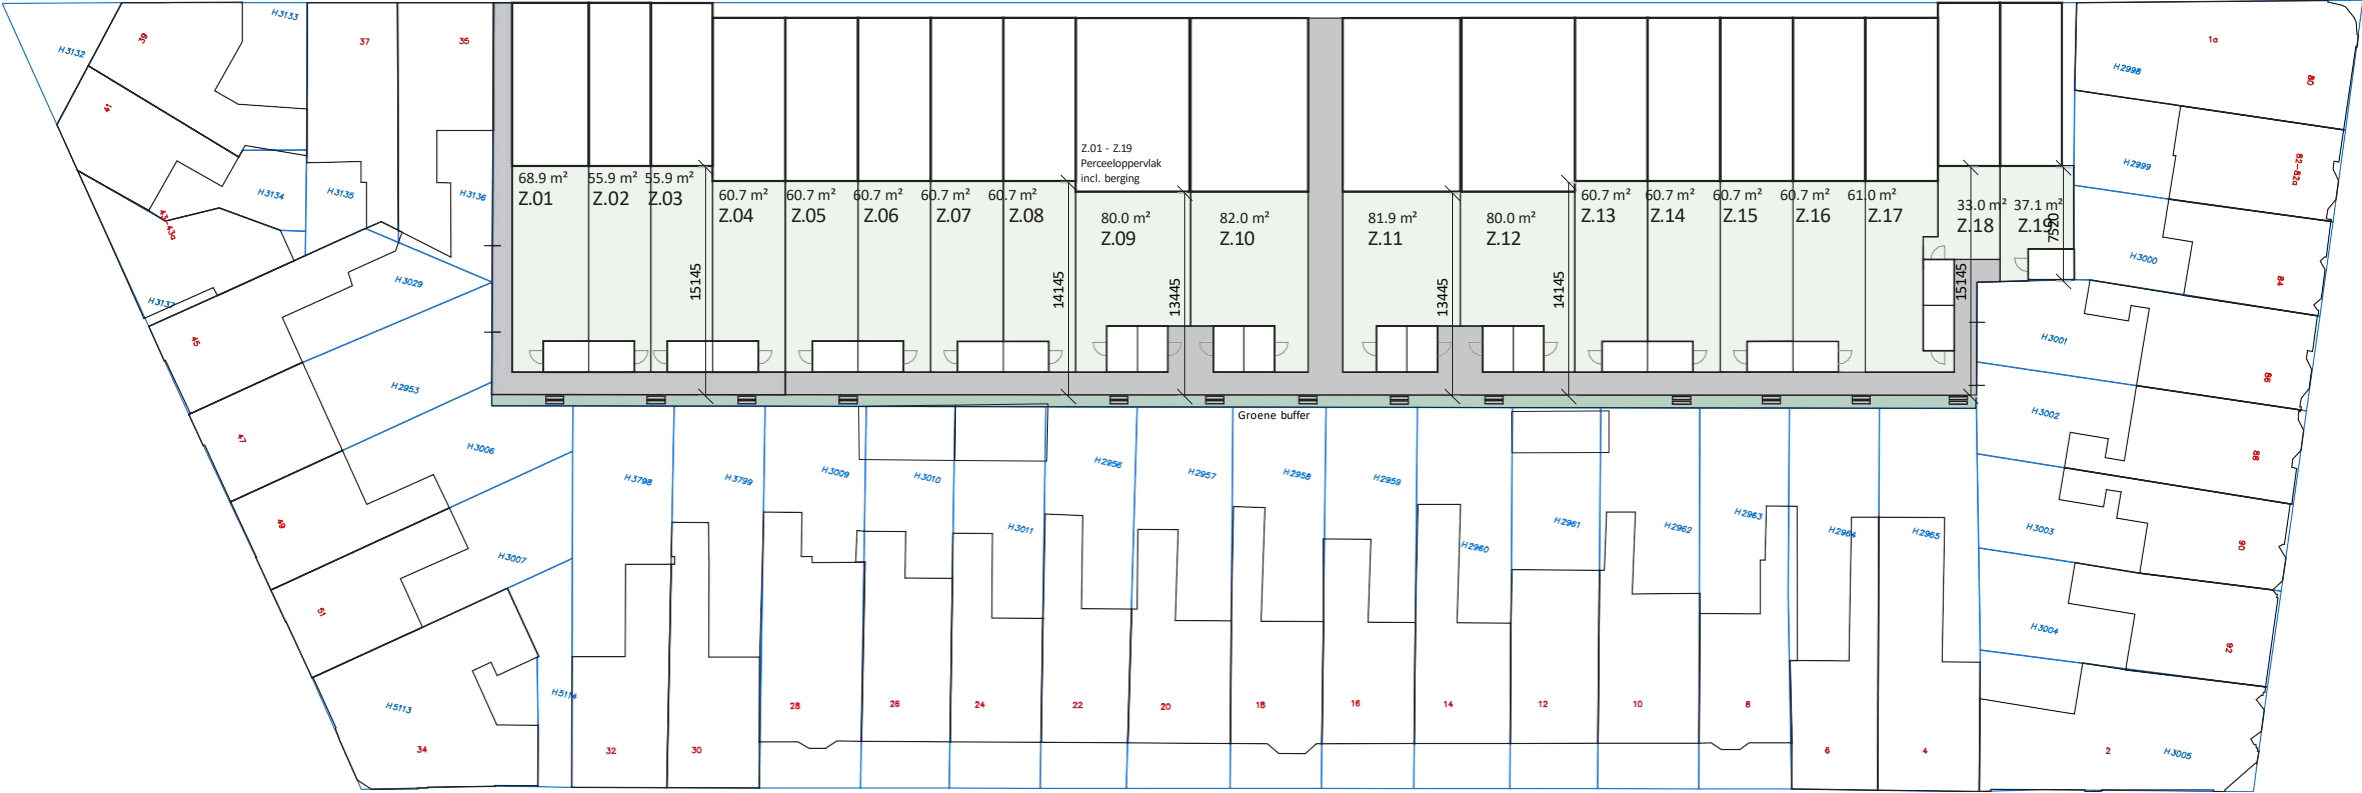 H3133
H3132
39
37
35
1a
H2998
80
41
H3134
H3135
H3136
43-43a
H3137
Z.01 - Z.19
Perceeloppervlak
incl. berging
68.9 m²
Z.01
55.9 m²
Z.02
55.9 m²
Z.03
60.7 m²
Z.04
60.7 m²
Z.05
60.7 m²
Z.06
60.7 m²
Z.07
60.7 m²
Z.08
80.0 m²
Z.09
82.0 m²
Z.10
81.9 m²
Z.11
80.0 m²
Z.12
60.7 m²
Z.13
60.7 m²
Z.14
60.7 m²
Z.15
60.7 m²
Z.16
61.0 m²
Z.17
33.0 m²
Z.18
37.1 m²
Z.19
7520
15145
14145
13445
13445
14145
15145
H2999
82-82a
H3000
84
H3029
45
H2953
47
H3006
49
H3007
51
H5113
34
H5114
Groene buffer
H3001
86
H3002
88
H3003
90
H3004
92
2
H3005
H3798
H3799
H3009
H3010
H3011
H2956
H2957
H2958
H2959
H2960
H2961
H2962
H2963
H2964
H2965
32
30
28
26
24
22
20
18
16
14
12
10
8
6
4